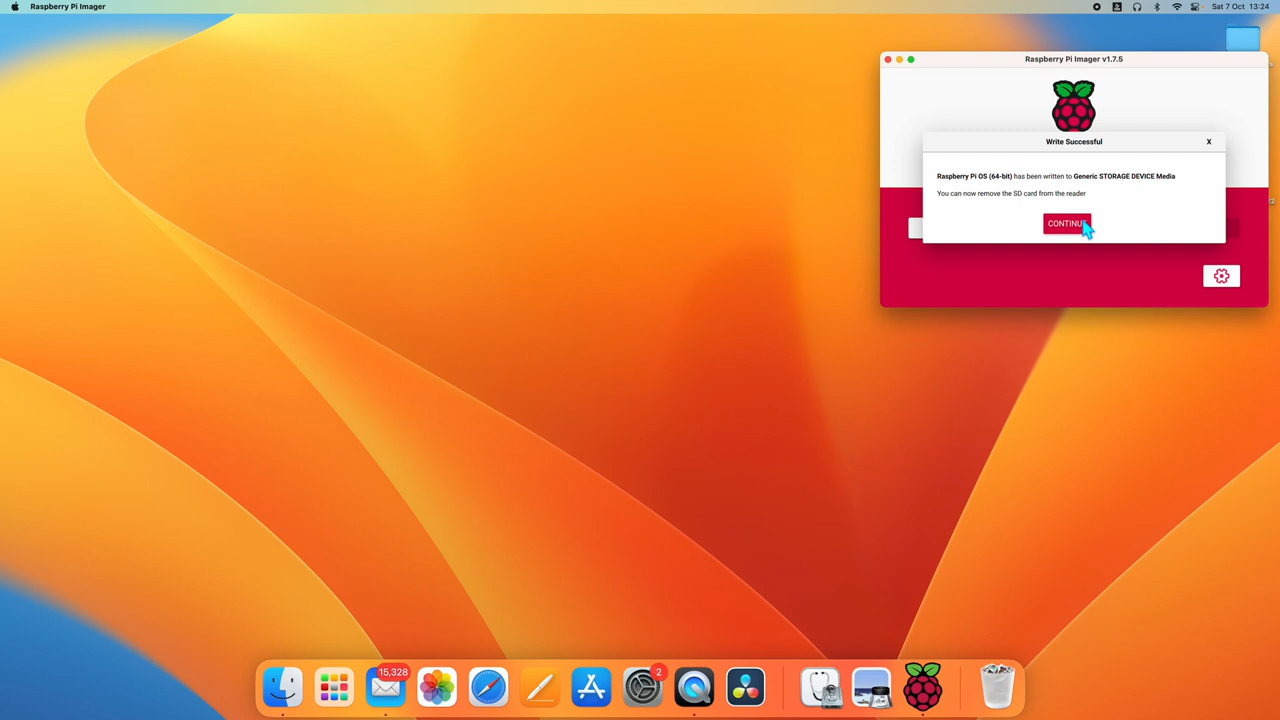 Raspberry Pi Imager
Sat 7 Oct 13:24
Raspberry Pi Imager v1.7.5
Write Successful
X
Raspberry Pi OS (64-bit) has been written to Generic STORAGE DEVICE Media
You can now remove the SD card from the reader
CONTINUE
15,328
2